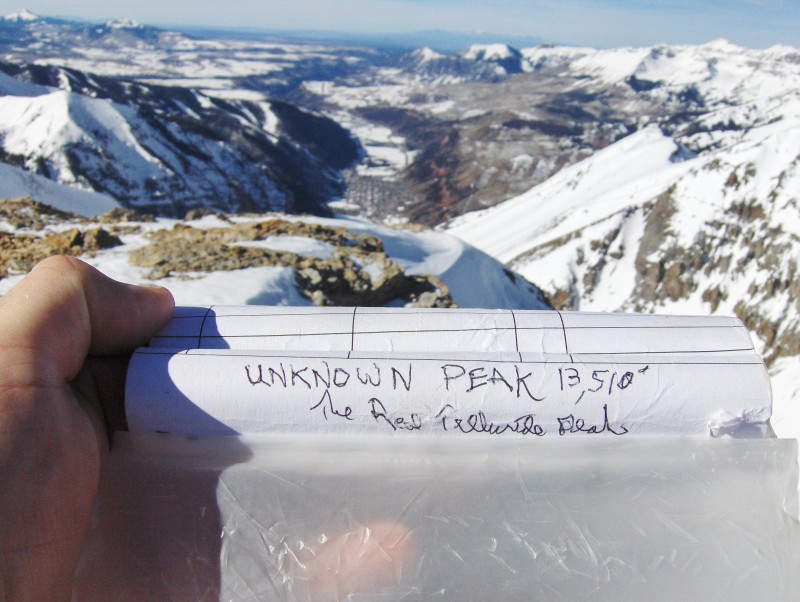 UNKNOWN PEAK 13,510'
The Real Telluride Peak